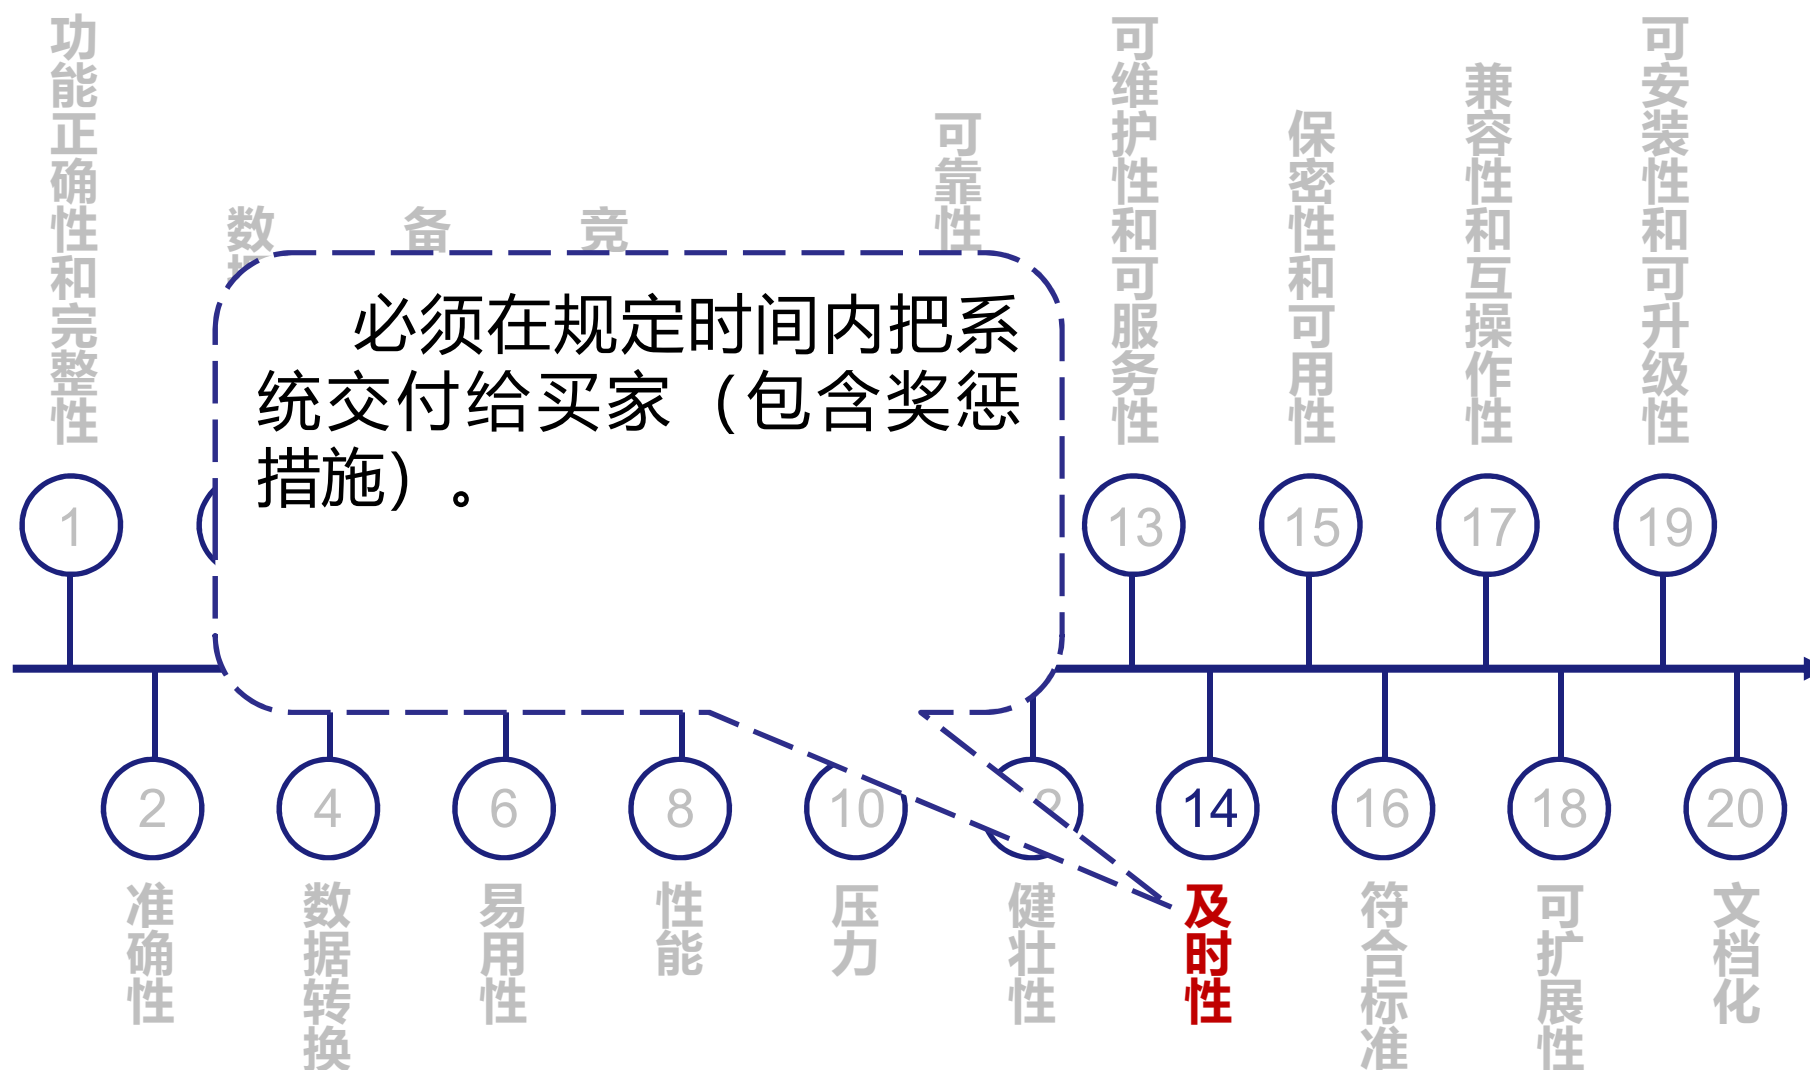 功能正确性和完整性
数
备
竞
可靠性
可维护性和可服务性
保密性和可用性
兼容性和互操作性
可安装性和可升级性
必须在规定时间内把系
统交付给买家（包含奖惩
措施）。
1
13
15
17
19
2
4
6
8
10
14
16
18
20
准确性
数据转换
易用性
性能
压力
健壮性
及时性
符合标准
可扩展性
文档化